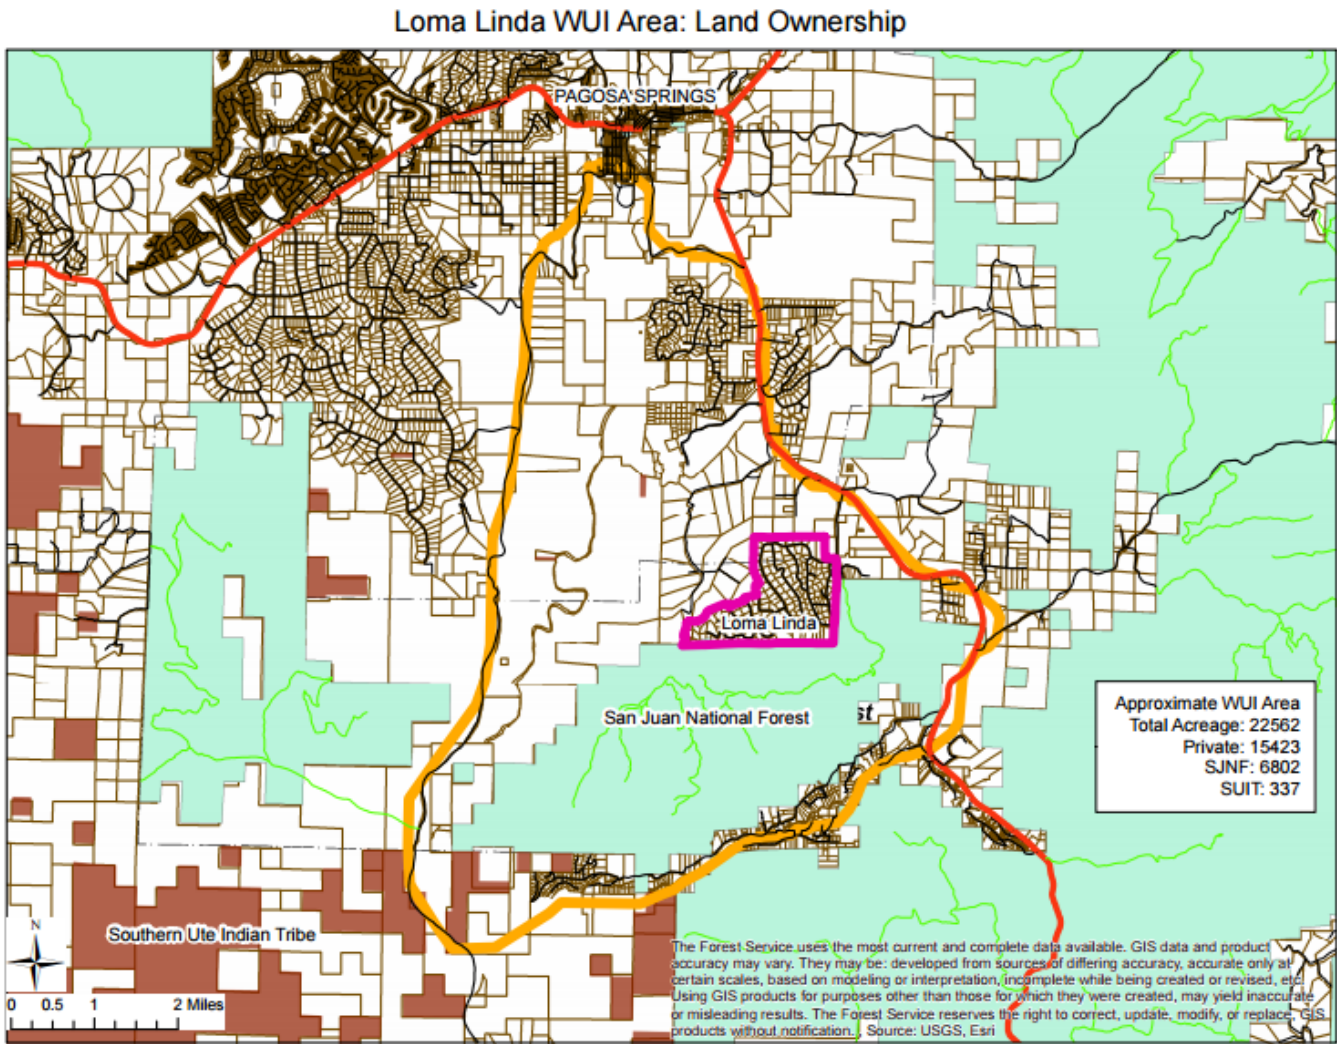 Loma Linda WUI Area: Land Ownership
PAGOSA SPRINGS
Loma Linda
San Juan National Forest
st
Approximate WUI Area
Total Acreage: 22562
Private: 15423
SJNF: 6802
SUIT: 337
Southern Ute Indian Tribe
N
0 0.5 1 2 Miles
The Forest Service uses the most current and complete data available. GIS data and product
accuracy may vary. They may be: developed from sources of differing accuracy, accurate only at
certain scales, based on modeling or interpretation, incomplete while being created or revised, etc.
Using GIS products for purposes other than those for which they were created, may yield inaccurate
or misleading results. The Forest Service reserves the right to correct, update, modify, or replace, GIS
products without notification. , Source: USGS, Esri